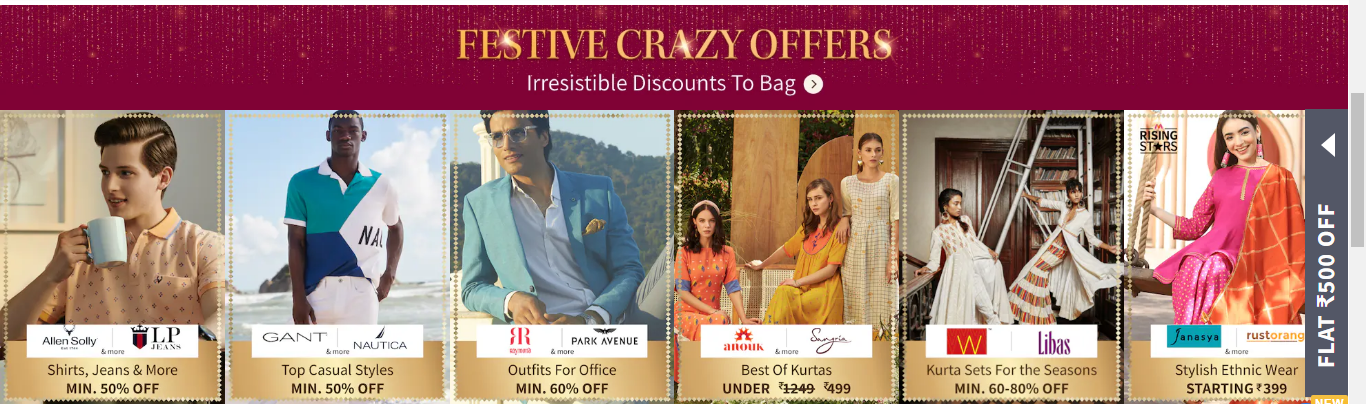 FESTIVE CRAZY OFFERS
Irresistible Discounts To Bag
RISING
STARS
NAU
Allen Solly
LP
JEANS
& more
GANT
NAUTICA
& more
PARK AVENUE
& more
anouk
Sangria
& more
W
Libas
Janasya
rustorang
& more
Shirts, Jeans & More
MIN. 50% OFF
Top Casual Styles
MIN. 50% OFF
Outfits For Office
MIN. 60% OFF
Best Of Kurtas
UNDER ₹1249 ₹499
Kurta Sets For the Seasons
MIN. 60-80% OFF
Stylish Ethnic Wear
STARTING ₹399
FLAT ₹500 OFF
NEW